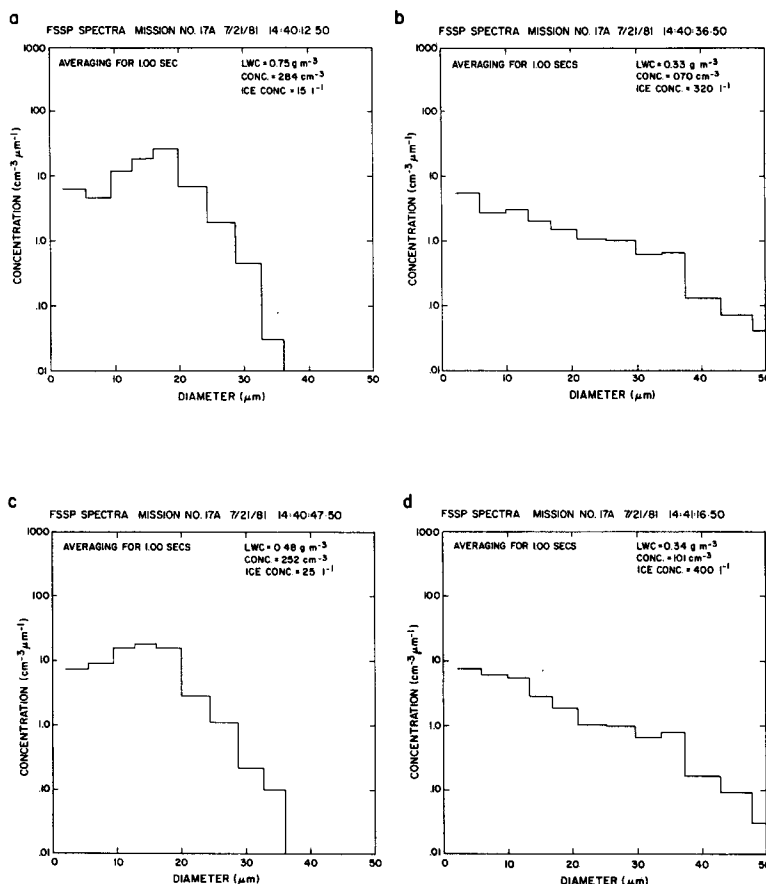 a
FSSP SPECTRA MISSION NO. 17A 7/21/81 14:40:12·50
AVERAGING FOR 1.00 SEC
LWC = 0.75 g m⁻³
CONC. = 284 cm⁻³
ICE CONC = 15 l⁻¹
CONCENTRATION (cm⁻³ μm⁻¹)
1000
100
10
1.0
.10
.01
0 10 20 30 40 50
DIAMETER (μm)
b
FSSP SPECTRA MISSION NO. 17A 7/21/81 14:40:36·50
AVERAGING FOR 1.00 SECS
LWC = 0.33 g m⁻³
CONC. = 070 cm⁻³
ICE CONC. = 320 l⁻¹
CONCENTRATION (cm⁻³ μm⁻¹)
1000
100
10
1.0
.10
.01
0 10 20 30 40 50
DIAMETER (μm)
c
FSSP SPECTRA MISSION NO. 17A 7/21/81 14:40:47·50
AVERAGING FOR 1.00 SECS
LWC = 0.48 g m⁻³
CONC = 252 cm⁻³
ICE CONC. = 25 l⁻¹
CONCENTRATION (cm⁻³ μm⁻¹)
1000
100
10
1.0
.10
.01
0 10 20 30 40 50
DIAMETER (μm)
d
FSSP SPECTRA MISSION NO. 17A 7/21/81 14:41:16·50
AVERAGING FOR 1.00 SECS
LWC = 0.34 g m⁻³
CONC. = 101 cm⁻³
ICE CONC. = 400 l⁻¹
CONCENTRATION (cm⁻³ μm⁻¹)
1000
100
10
1.0
.10
.01
0 10 20 30 40 50
DIAMETER (μm)